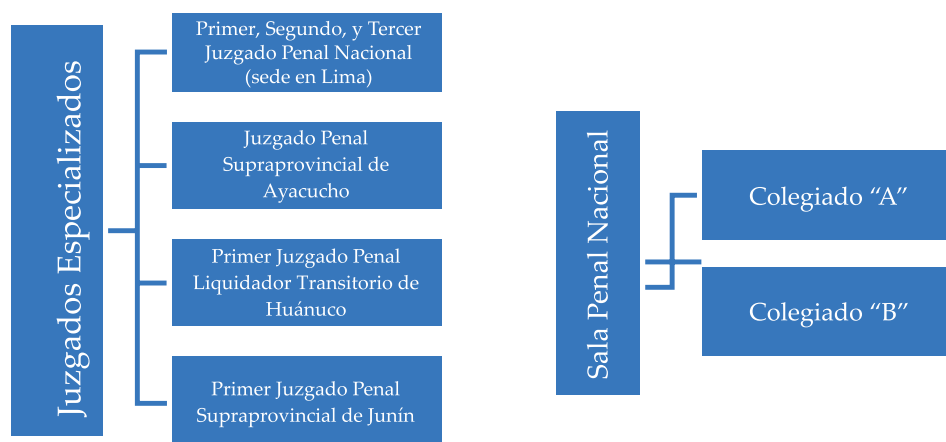 Juzgados Especializados
Primer, Segundo, y Tercer
Juzgado Penal Nacional
(sede en Lima)
Juzgado Penal
Supraprovincial de
Ayacucho
Primer Juzgado Penal
Liquidador Transitorio de
Huánuco
Primer Juzgado Penal
Supraprovincial de Junín
Sala Penal Nacional
Colegiado “A”
Colegiado “B”